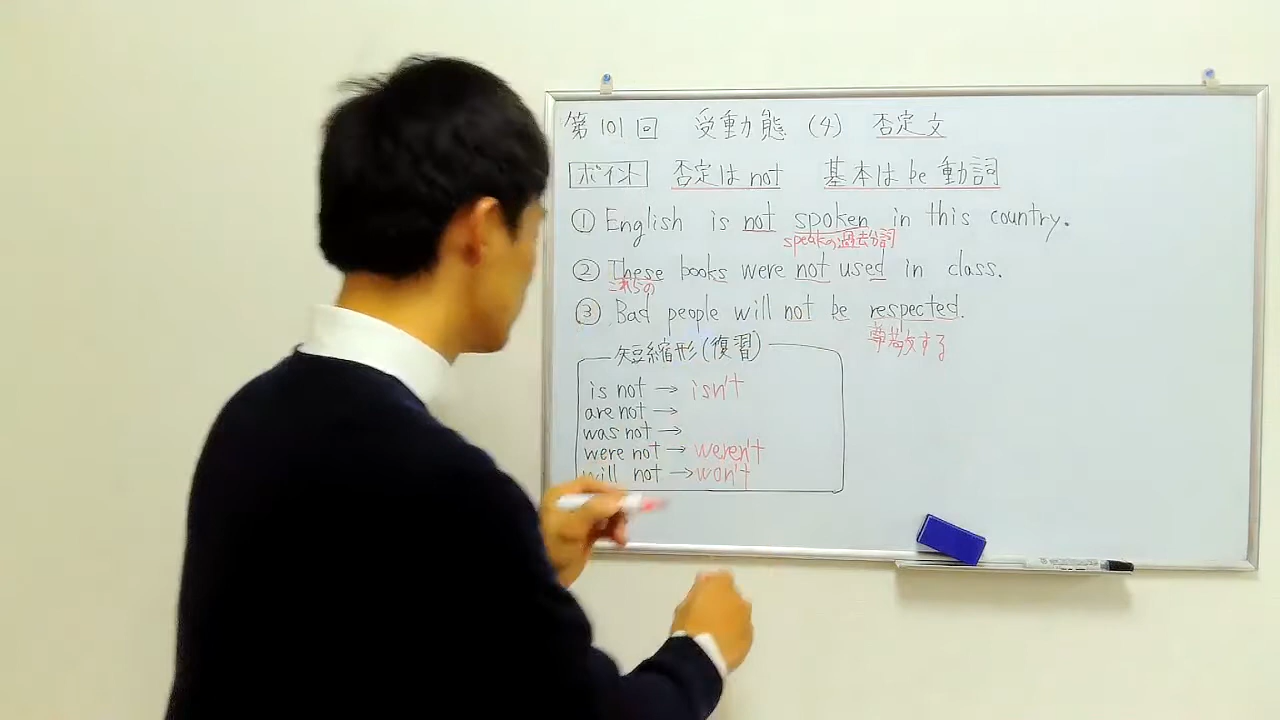 第101回 受動態 (4) 否定文
ポイント 否定は not 基本は be 動詞
① English is not spoken in this country.
speakの過去分詞
② These books were not used in class.
これらの
③ Bad people will not be respected.
尊敬する
短縮形(復習)
is not → isn't
are not →
was not →
were not → weren't
will not → won't